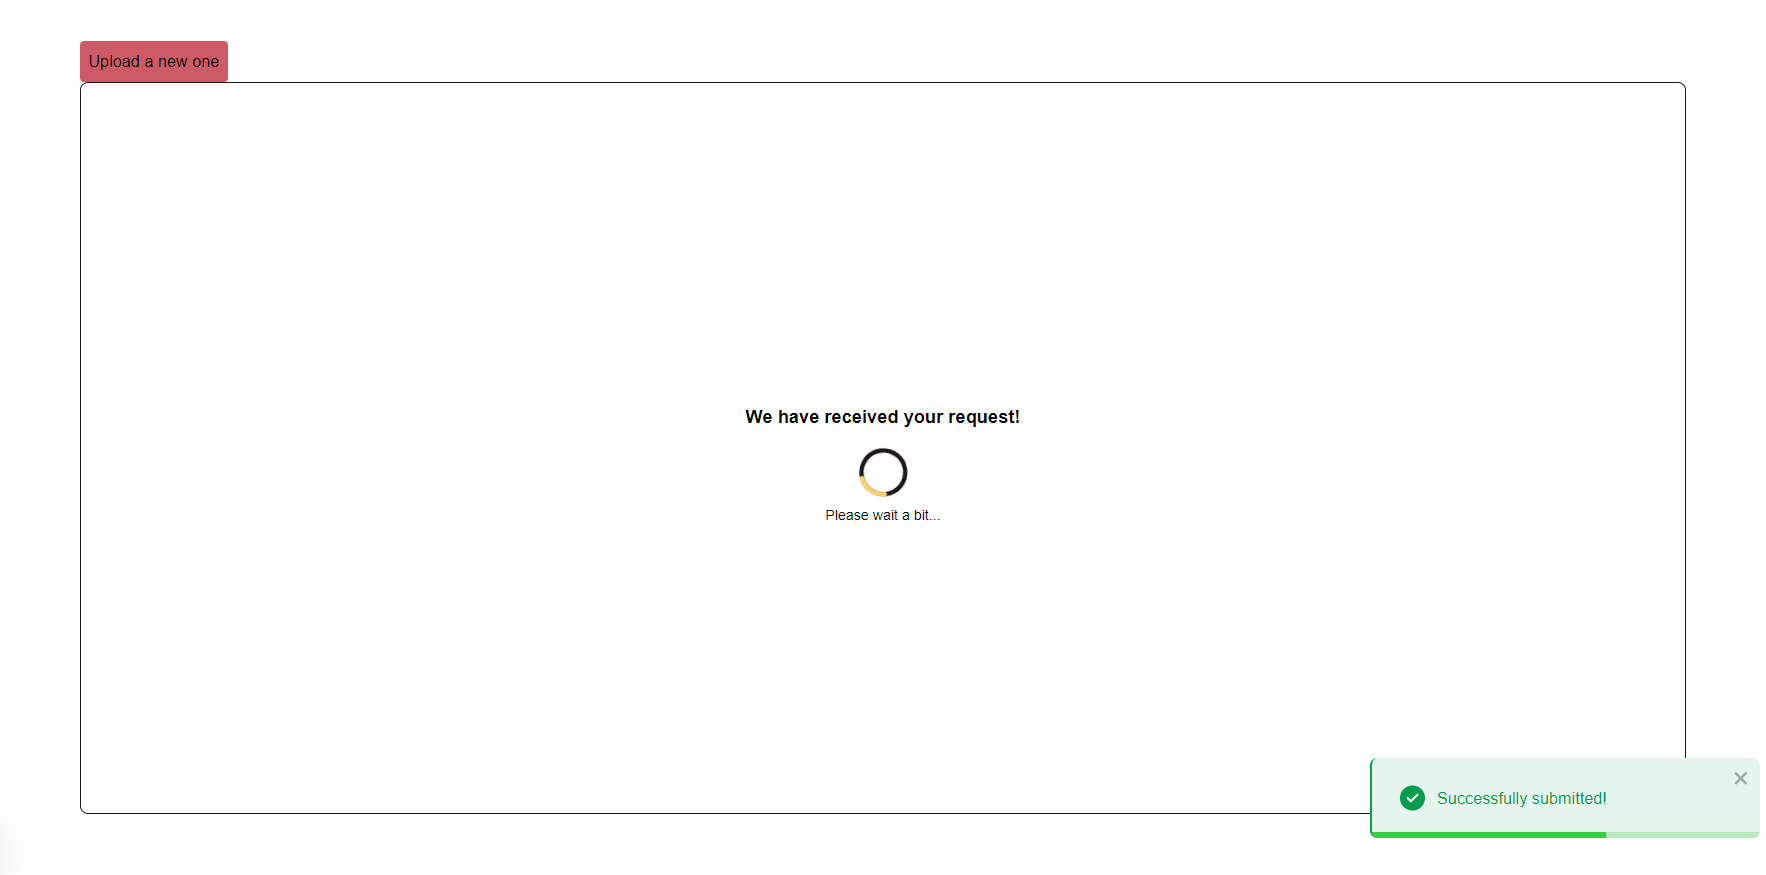 Upload a new one
We have received your request!
Please wait a bit...
Successfully submitted!